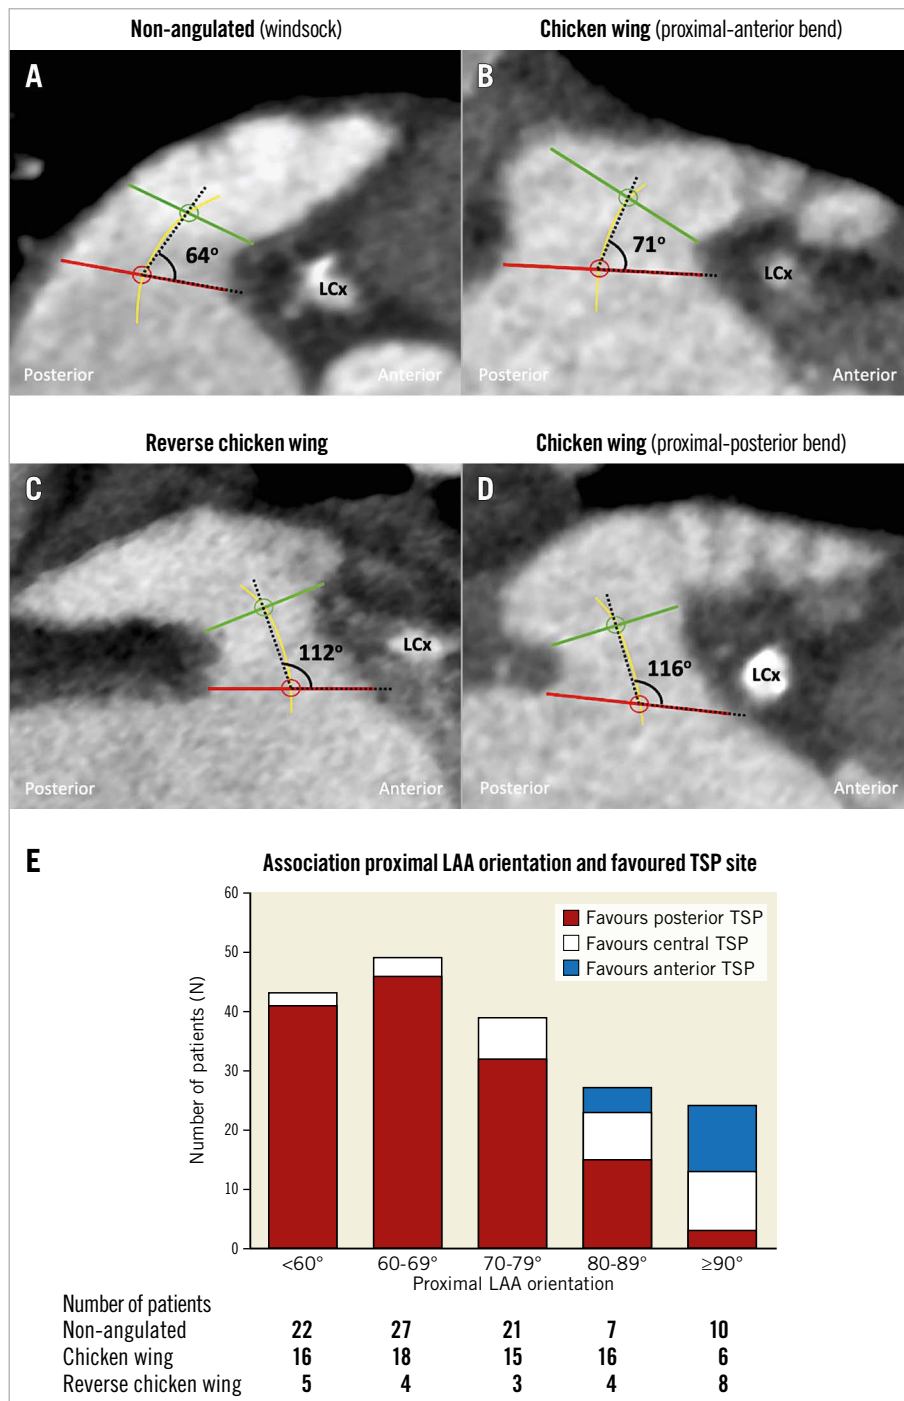 Non-angulated (windsock)
Chicken wing (proximal-anterior bend)
A
64°
LCx
Posterior
Anterior
B
71°
LCx
Posterior
Anterior
Reverse chicken wing
Chicken wing (proximal-posterior bend)
C
112°
LCx
Posterior
Anterior
D
116°
LCx
Posterior
Anterior
E
Association proximal LAA orientation and favoured TSP site
Number of patients (N)
60
50
40
30
20
10
0
Favours posterior TSP
Favours central TSP
Favours anterior TSP
<60° 60-69° 70-79° 80-89° ≥90°
Proximal LAA orientation
Number of patients
Non-angulated 22 27 21 7 10
Chicken wing 16 18 15 16 6
Reverse chicken wing 5 4 3 4 8